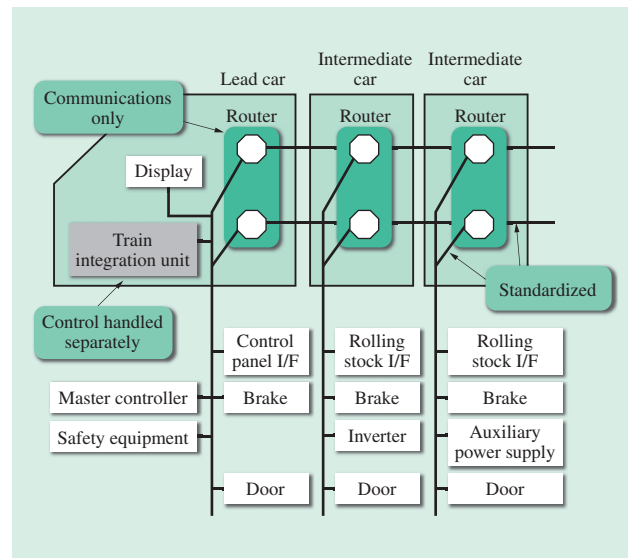 Lead car
Intermediate
car
Intermediate
car
Communications
only
Router
Router
Router
Display
Train
integration unit
Standardized
Control handled
separately
Control
panel I/F
Rolling
stock I/F
Rolling
stock I/F
Master controller
Brake
Brake
Brake
Safety equipment
Inverter
Auxiliary
power supply
Door
Door
Door